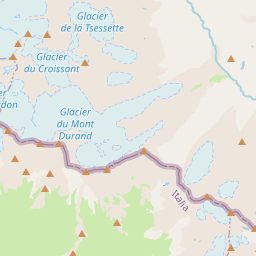 Glacier
de la Tsessette
Glacier
du Croissant
Glacier
du Mont
Durand
Italia